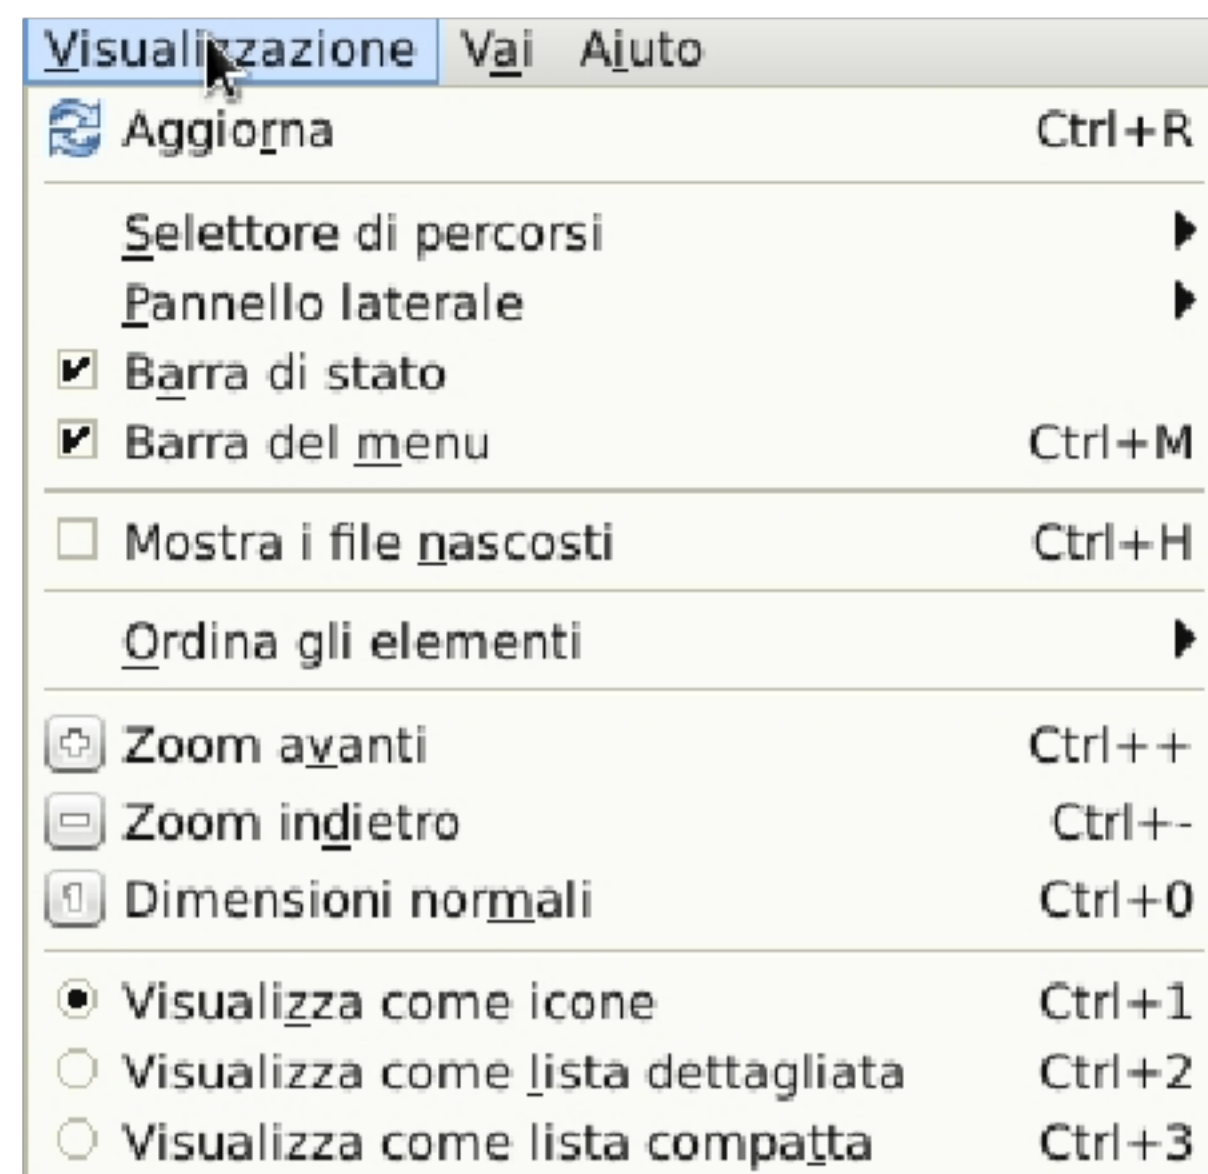 Visualizzazione Vai Aiuto
Aggiorna Ctrl+R
Selettore di percorsi
Pannello laterale
Barra di stato
Barra del menu Ctrl+M
Mostra i file nascosti Ctrl+H
Ordina gli elementi
Zoom avanti Ctrl++
Zoom indietro Ctrl+-
Dimensioni normali Ctrl+0
Visualizza come icone Ctrl+1
Visualizza come lista dettagliata Ctrl+2
Visualizza come lista compatta Ctrl+3